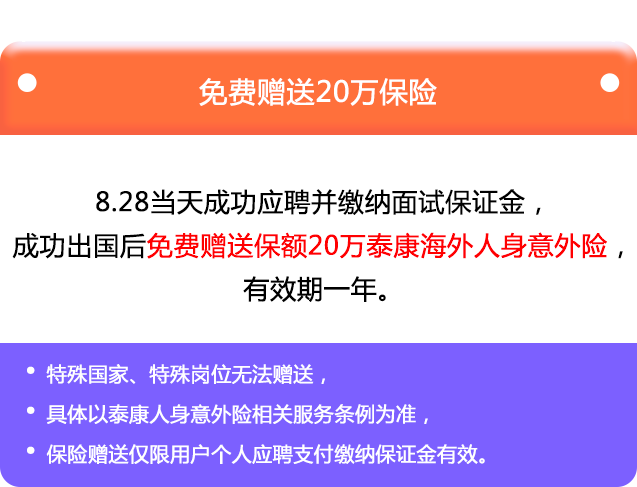 免费赠送20万保险
8.28当天成功应聘并缴纳面试保证金，
成功出国后免费赠送保额20万泰康海外人身意外险，
有效期一年。
• 特殊国家、特殊岗位无法赠送，
• 具体以泰康人身意外险相关服务条例为准，
• 保险赠送仅限用户个人应聘支付缴纳保证金有效。